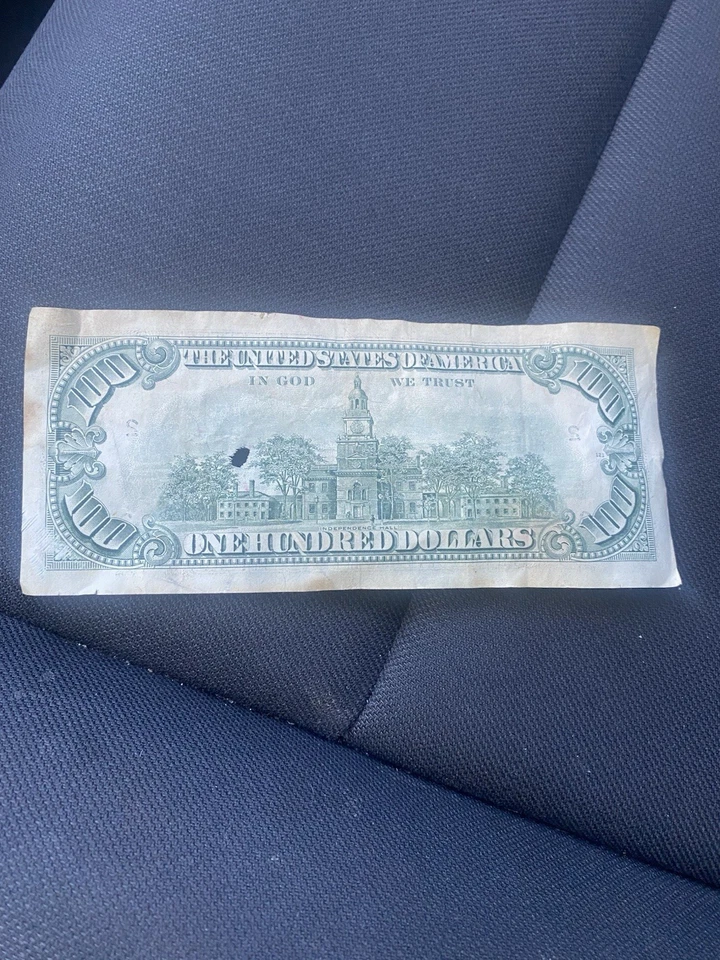 THE UNITED STATES OF AMERICA
100 100
IN GOD WE TRUST
INDEPENDENCE HALL
100 100
ONE HUNDRED DOLLARS